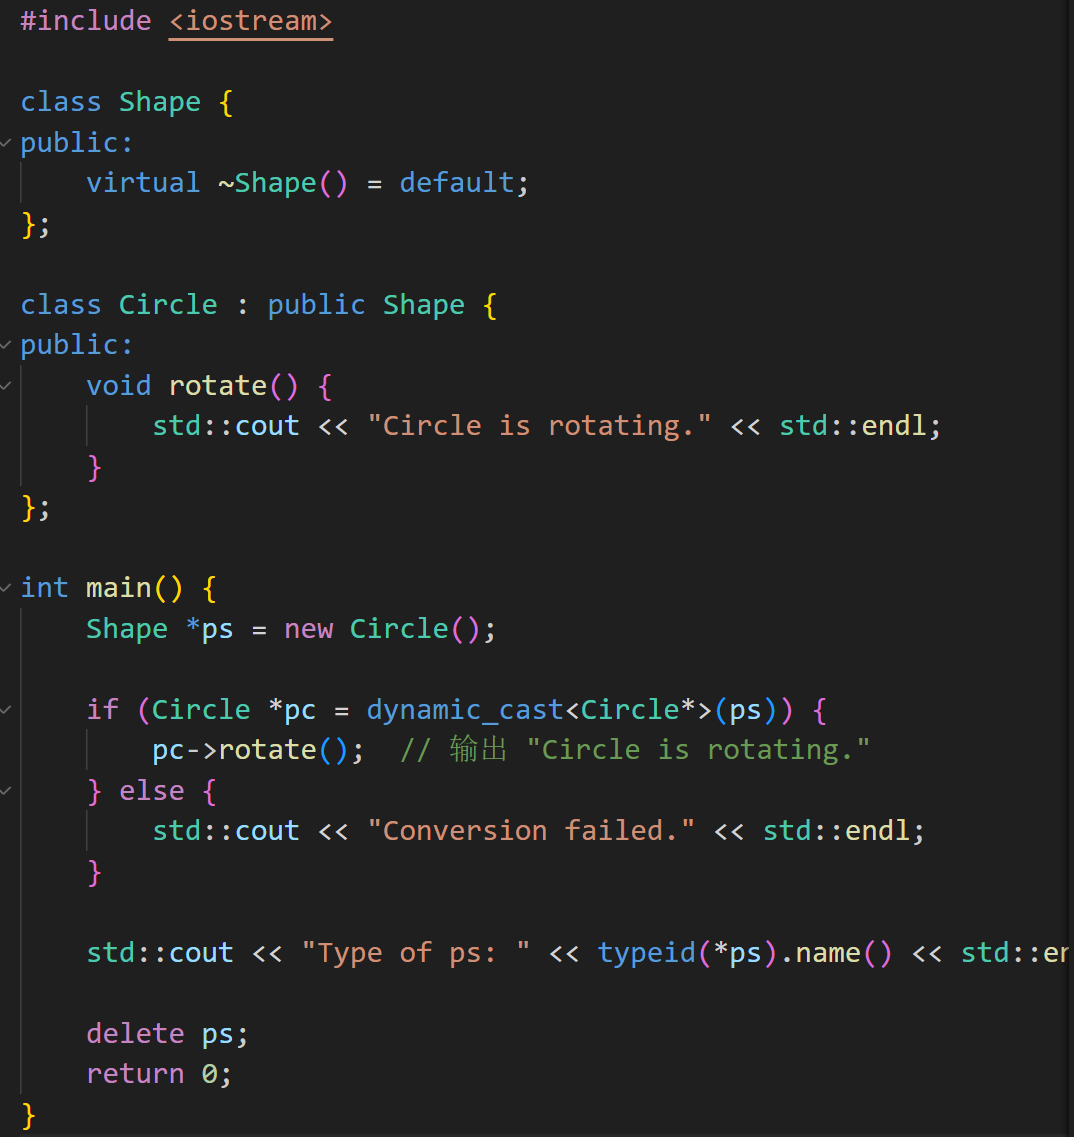 #include <iostream>
class Shape {
public:
    virtual ~Shape() = default;
};
class Circle : public Shape {
public:
    void rotate() {
        std::cout << "Circle is rotating." << std::endl;
    }
};
int main() {
    Shape *ps = new Circle();
    if (Circle *pc = dynamic_cast<Circle*>(ps)) {
        pc->rotate();  // 输出 "Circle is rotating."
    } else {
        std::cout << "Conversion failed." << std::endl;
    }
    std::cout << "Type of ps: " << typeid(*ps).name() << std::
    delete ps;
    return 0;
}